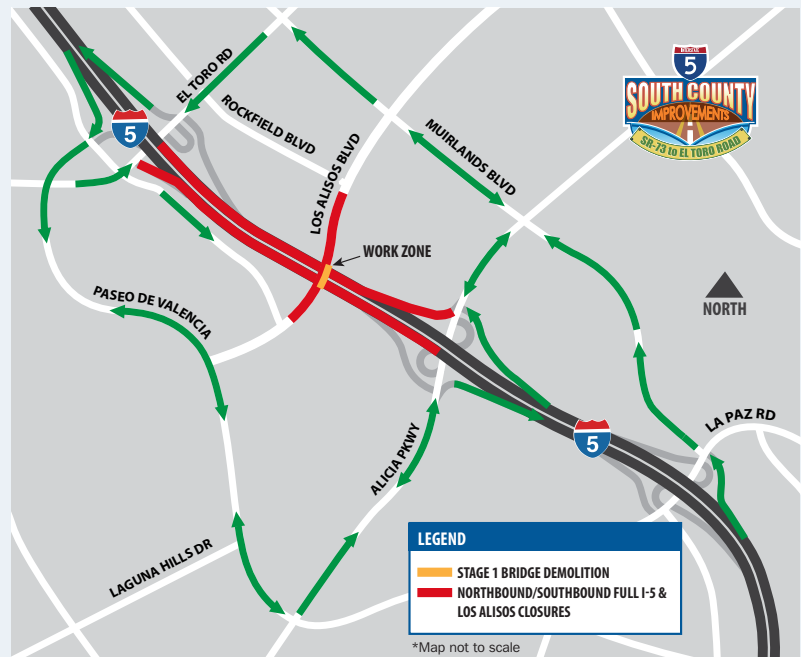 INTERSTATE
5
SOUTH COUNTY
IMPROVEMENTS
SR-73 to EL TORO ROAD
EL TORO RD
5
ROCKFIELD BLVD
LOS ALISOS BLVD
MUIRLANDS BLVD
WORK ZONE
PASEO DE VALENCIA
NORTH
LA PAZ RD
5
ALICIA PKWY
LAGUNA HILLS DR
LEGEND
STAGE 1 BRIDGE DEMOLITION
NORTHBOUND/SOUTHBOUND FULL I-5 &
LOS ALISOS CLOSURES
*Map not to scale